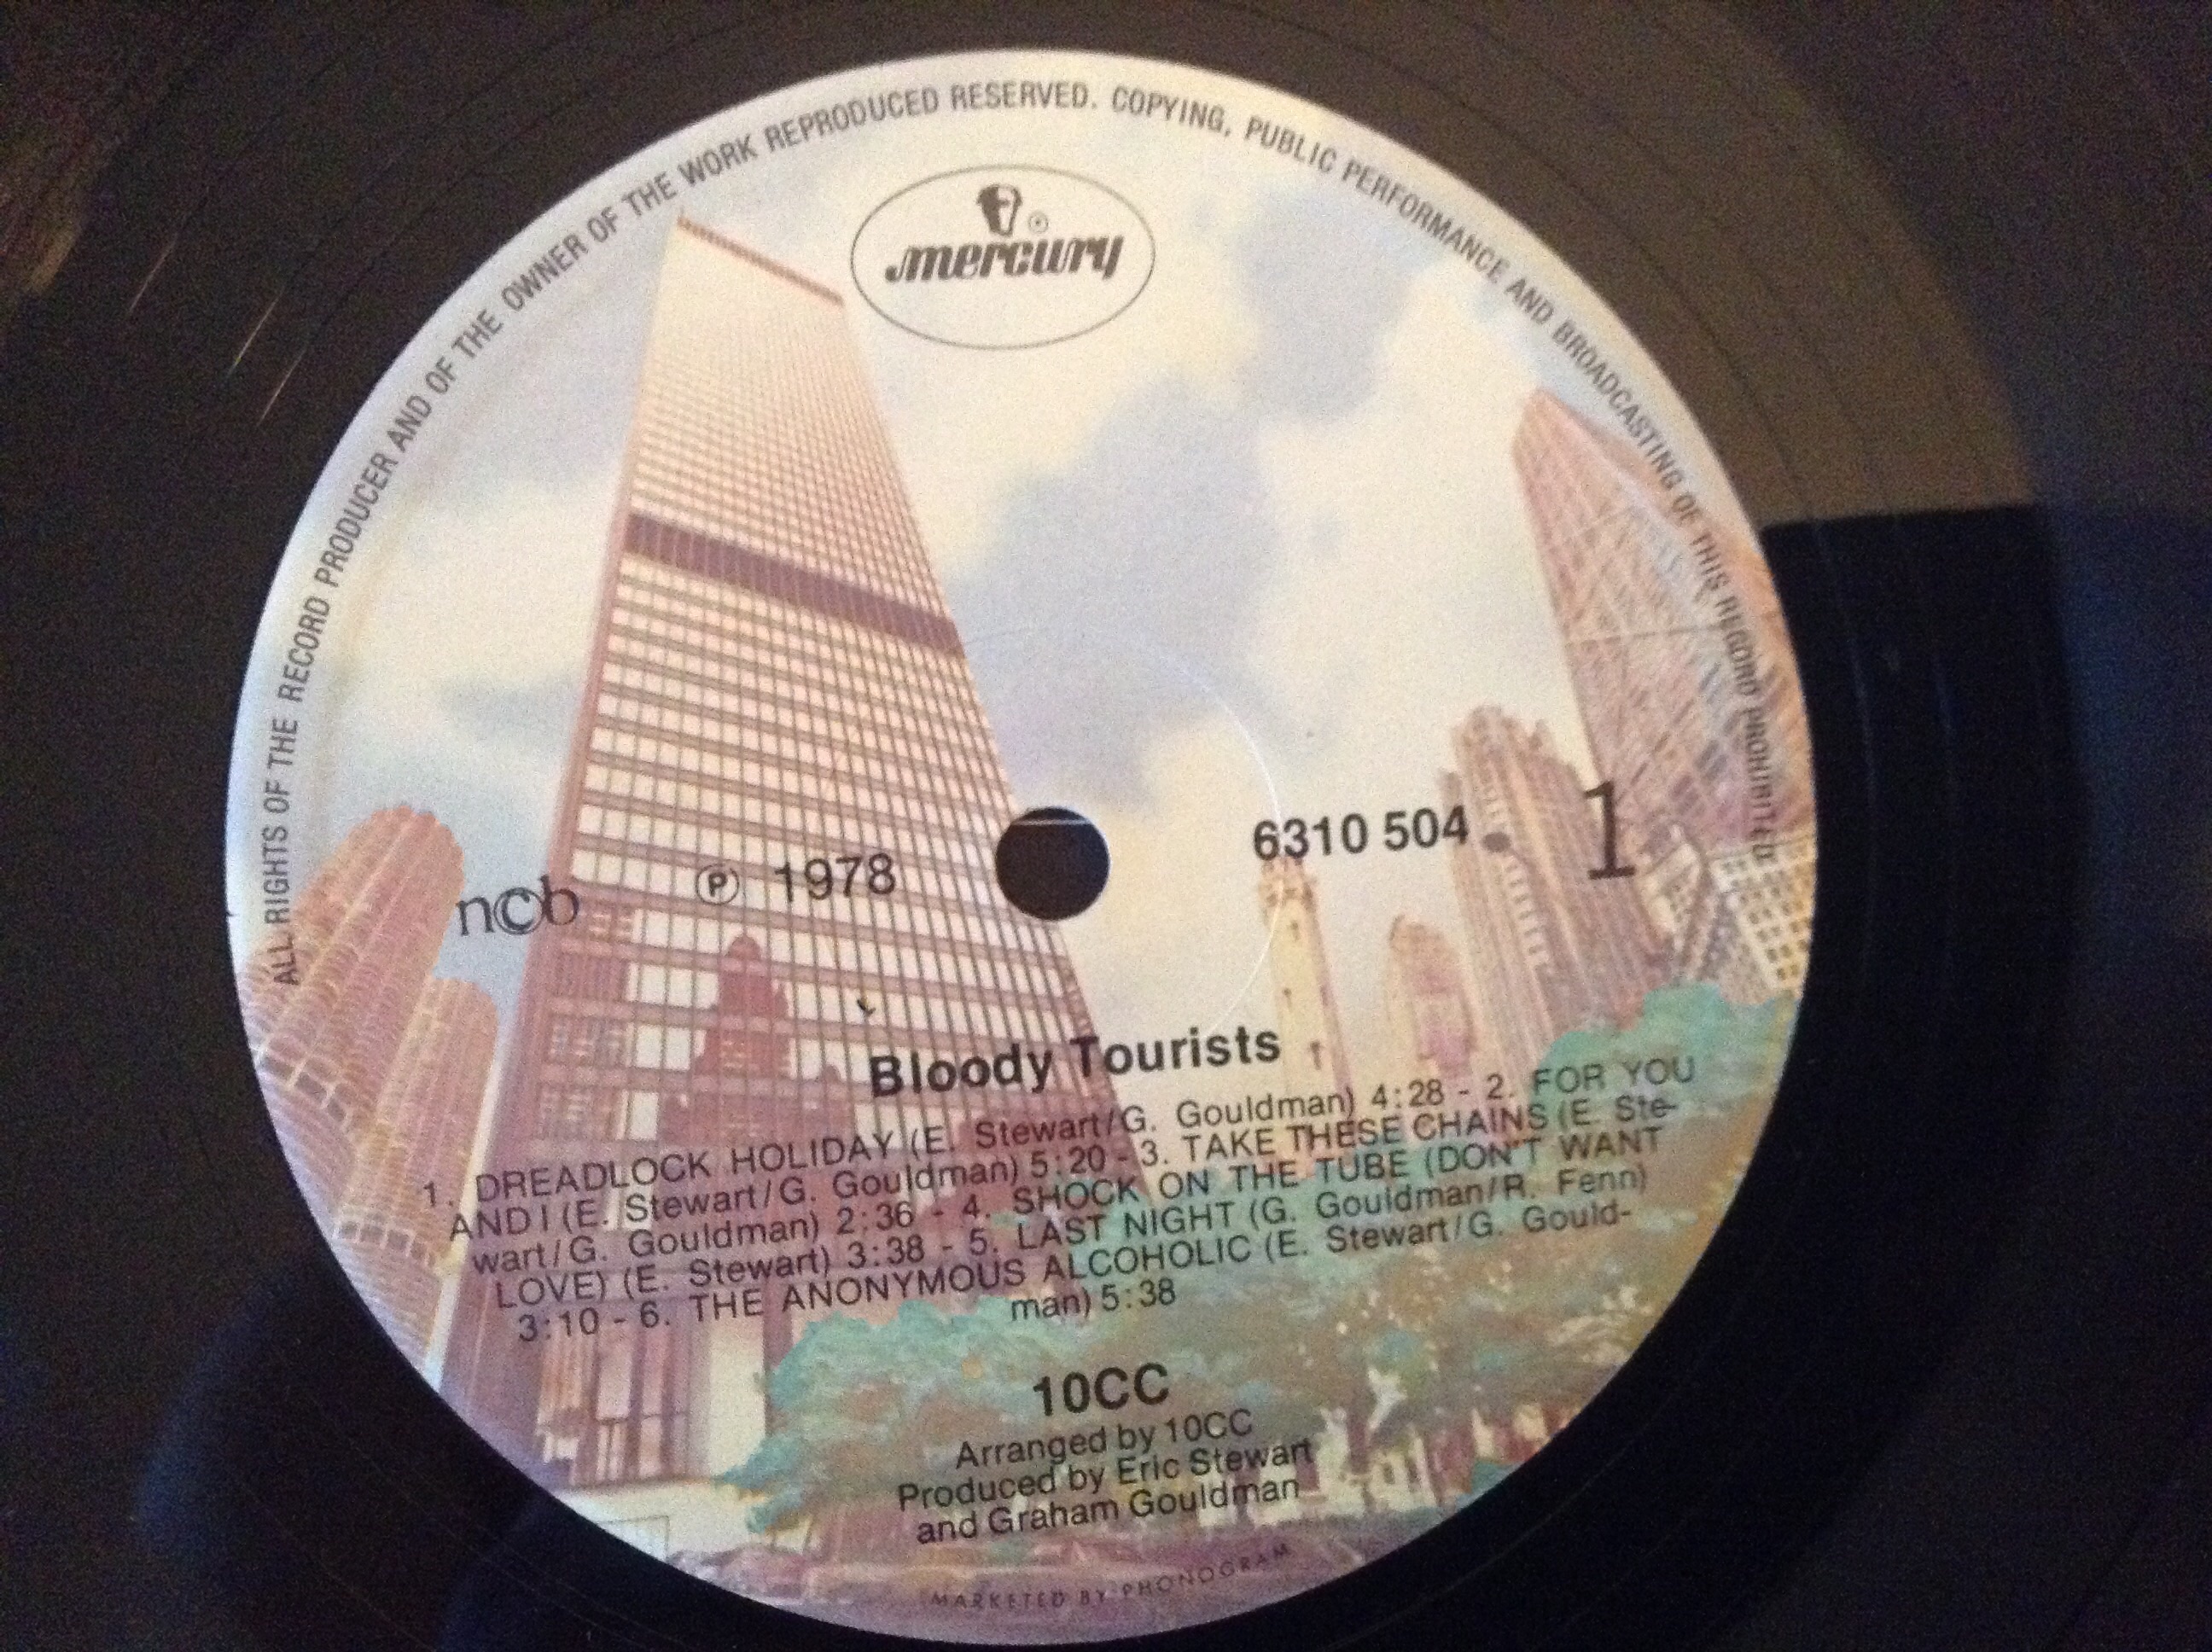 ALL RIGHTS OF THE RECORD PRODUCER AND OF THE OWNER OF THE WORK REPRODUCED RESERVED. COPYING, PUBLIC PERFORMANCE AND BROADCASTING OF THIS RECORD PROHIBITED
®
mercury
6310 504
1
n©b
℗ 1978
Bloody Tourists
1. DREADLOCK HOLIDAY (E. Stewart/G. Gouldman) 4:28 - 2. FOR YOU
AND I (E. Stewart/G. Gouldman) 5:20 - 3. TAKE THESE CHAINS (E. Ste-
wart/G. Gouldman) 2:36 - 4. SHOCK ON THE TUBE (DON'T WANT
LOVE) (E. Stewart) 3:38 - 5. LAST NIGHT (G. Gouldman/R. Fenn)
3:10 - 6. THE ANONYMOUS ALCOHOLIC (E. Stewart/G. Gould-
man) 5:38
10CC
Arranged by 10CC
Produced by Eric Stewart
and Graham Gouldman
MARKETED BY PHONOGRAM